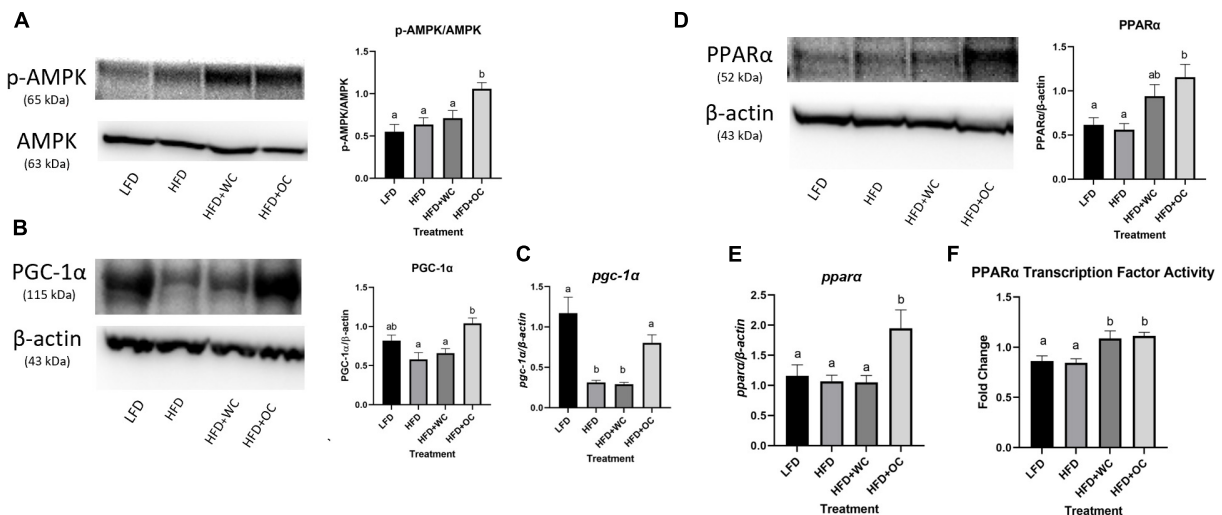 A
p-AMPK
(65 kDa)
AMPK
(63 kDa)
LFD
HFD
HFD+WC
HFD+OC
p-AMPK/AMPK
p-AMPK/AMPK
1.5
1.0
0.5
0.0
a
a
a
b
LFD
HFD
HFD+WC
HFD+OC
Treatment
B
PGC-1α
(115 kDa)
β-actin
(43 kDa)
LFD
HFD
HFD+WC
HFD+OC
PGC-1α
PGC-1α/β-actin
1.5
1.0
0.5
0.0
ab
a
a
b
LFD
HFD
HFD+WC
HFD+OC
Treatment
,
C
pgc-1α
pgc-1α/β-actin
1.5
1.0
0.5
0.0
a
b
b
a
LFD
HFD
HFD+WC
HFD+OC
Treatment
D
PPARα
(52 kDa)
β-actin
(43 kDa)
LFD
HFD
HFD+WC
HFD+OC
PPARα
PPARα/β-actin
1.5
1.0
0.5
0.0
a
a
ab
b
LFD
HFD
HFD+WC
HFD+OC
Treatment
E
pparα
pparα/β-actin
2.5
2.0
1.5
1.0
0.5
0.0
a
a
a
b
LFD
HFD
HFD+WC
HFD+OC
Treatment
F
PPARα Transcription Factor Activity
Fold Change
1.5
1.0
0.5
0.0
a
a
b
b
LFD
HFD
HFD+WC
HFD+OC
Treatment